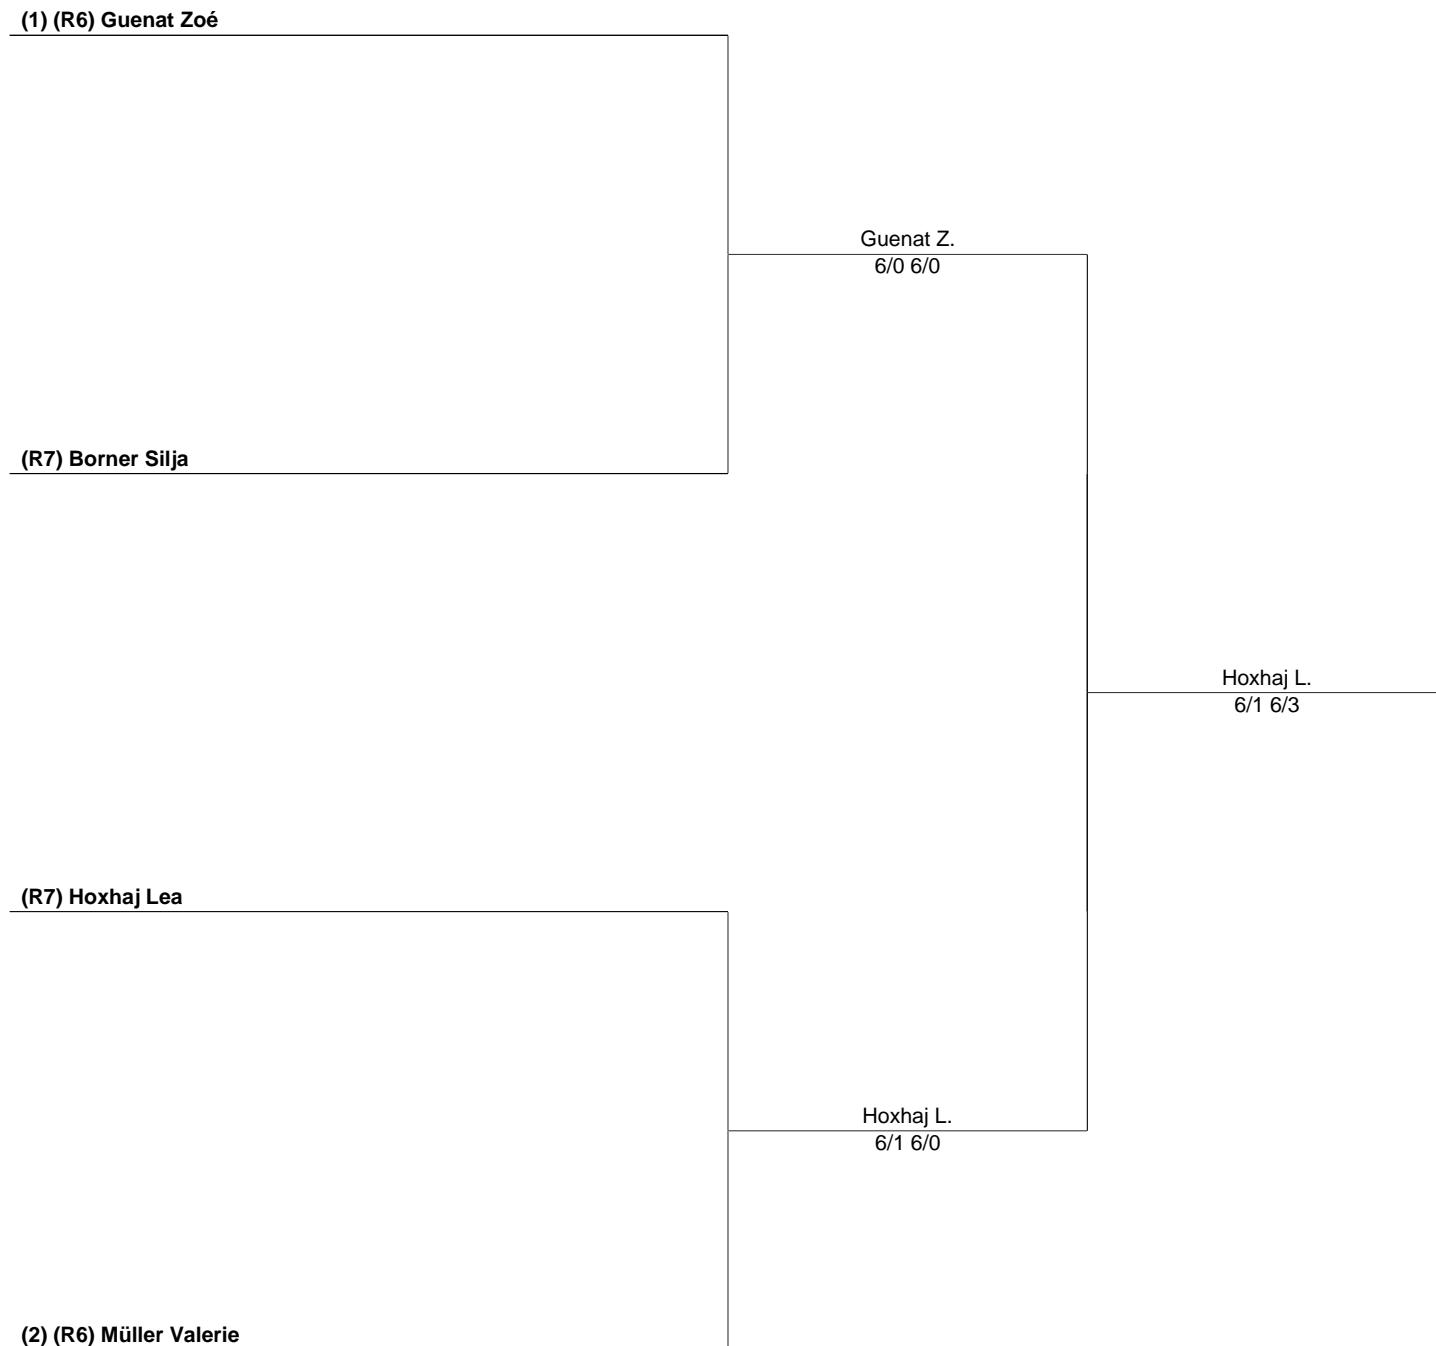 (1) (R6) Guenat Zoé
Guenat Z.
6/0 6/0
(R7) Borner Silja
Hoxhaj L.
6/1 6/3
(R7) Hoxhaj Lea
Hoxhaj L.
6/1 6/0
(2) (R6) Müller Valerie